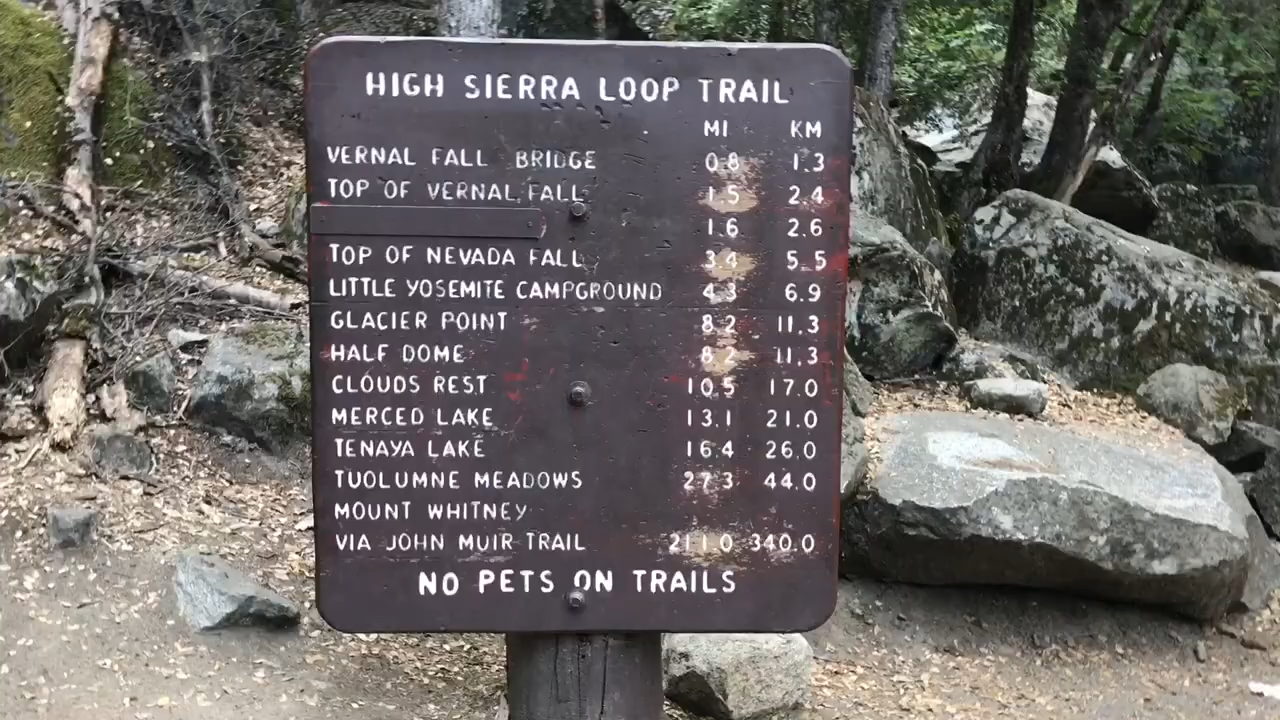 HIGH SIERRA LOOP TRAIL
MI KM
VERNAL FALL BRIDGE 0.8 1.3
TOP OF VERNAL FALL 1.5 2.4
1.6 2.6
TOP OF NEVADA FALL 3.4 5.5
LITTLE YOSEMITE CAMPGROUND 4.3 6.9
GLACIER POINT 8.2 11.3
HALF DOME 8.2 11.3
CLOUDS REST 10.5 17.0
MERCED LAKE 13.1 21.0
TENAYA LAKE 16.4 26.0
TUOLUMNE MEADOWS 27.3 44.0
MOUNT WHITNEY
VIA JOHN MUIR TRAIL 211.0 340.0
NO PETS ON TRAILS